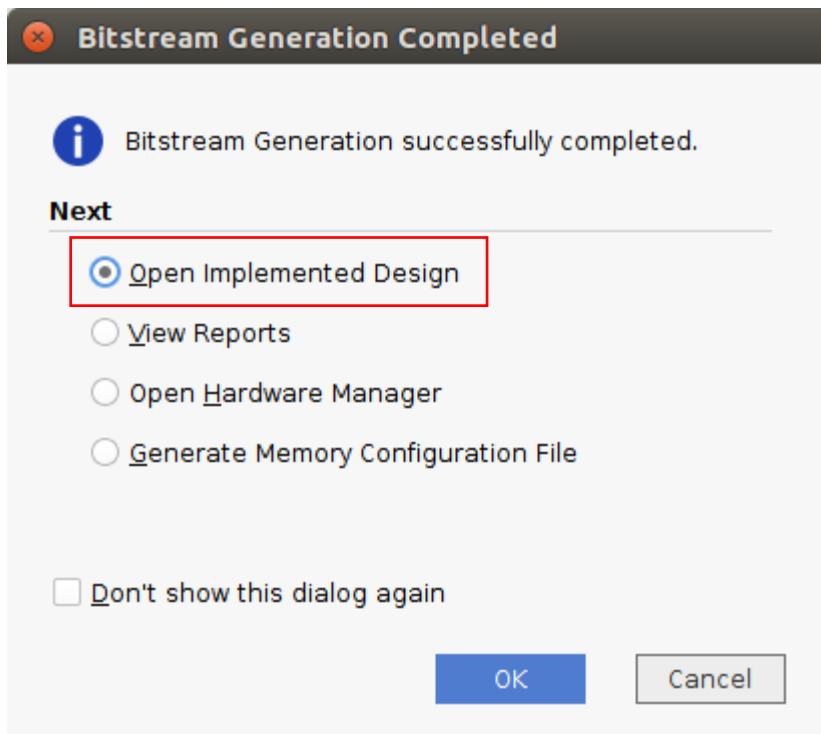 Bitstream Generation Completed
Bitstream Generation successfully completed.
Next
Open Implemented Design
View Reports
Open Hardware Manager
Generate Memory Configuration File
Don't show this dialog again
OK Cancel